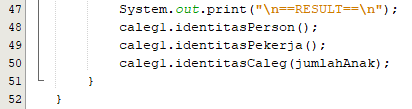 47 System.out.print("\n==RESULT==\n");
48 caleg1.identitasPerson();
49 caleg1.identitasPekerja();
50 caleg1.identitasCaleg(jumlahAnak);
51 }
52 }